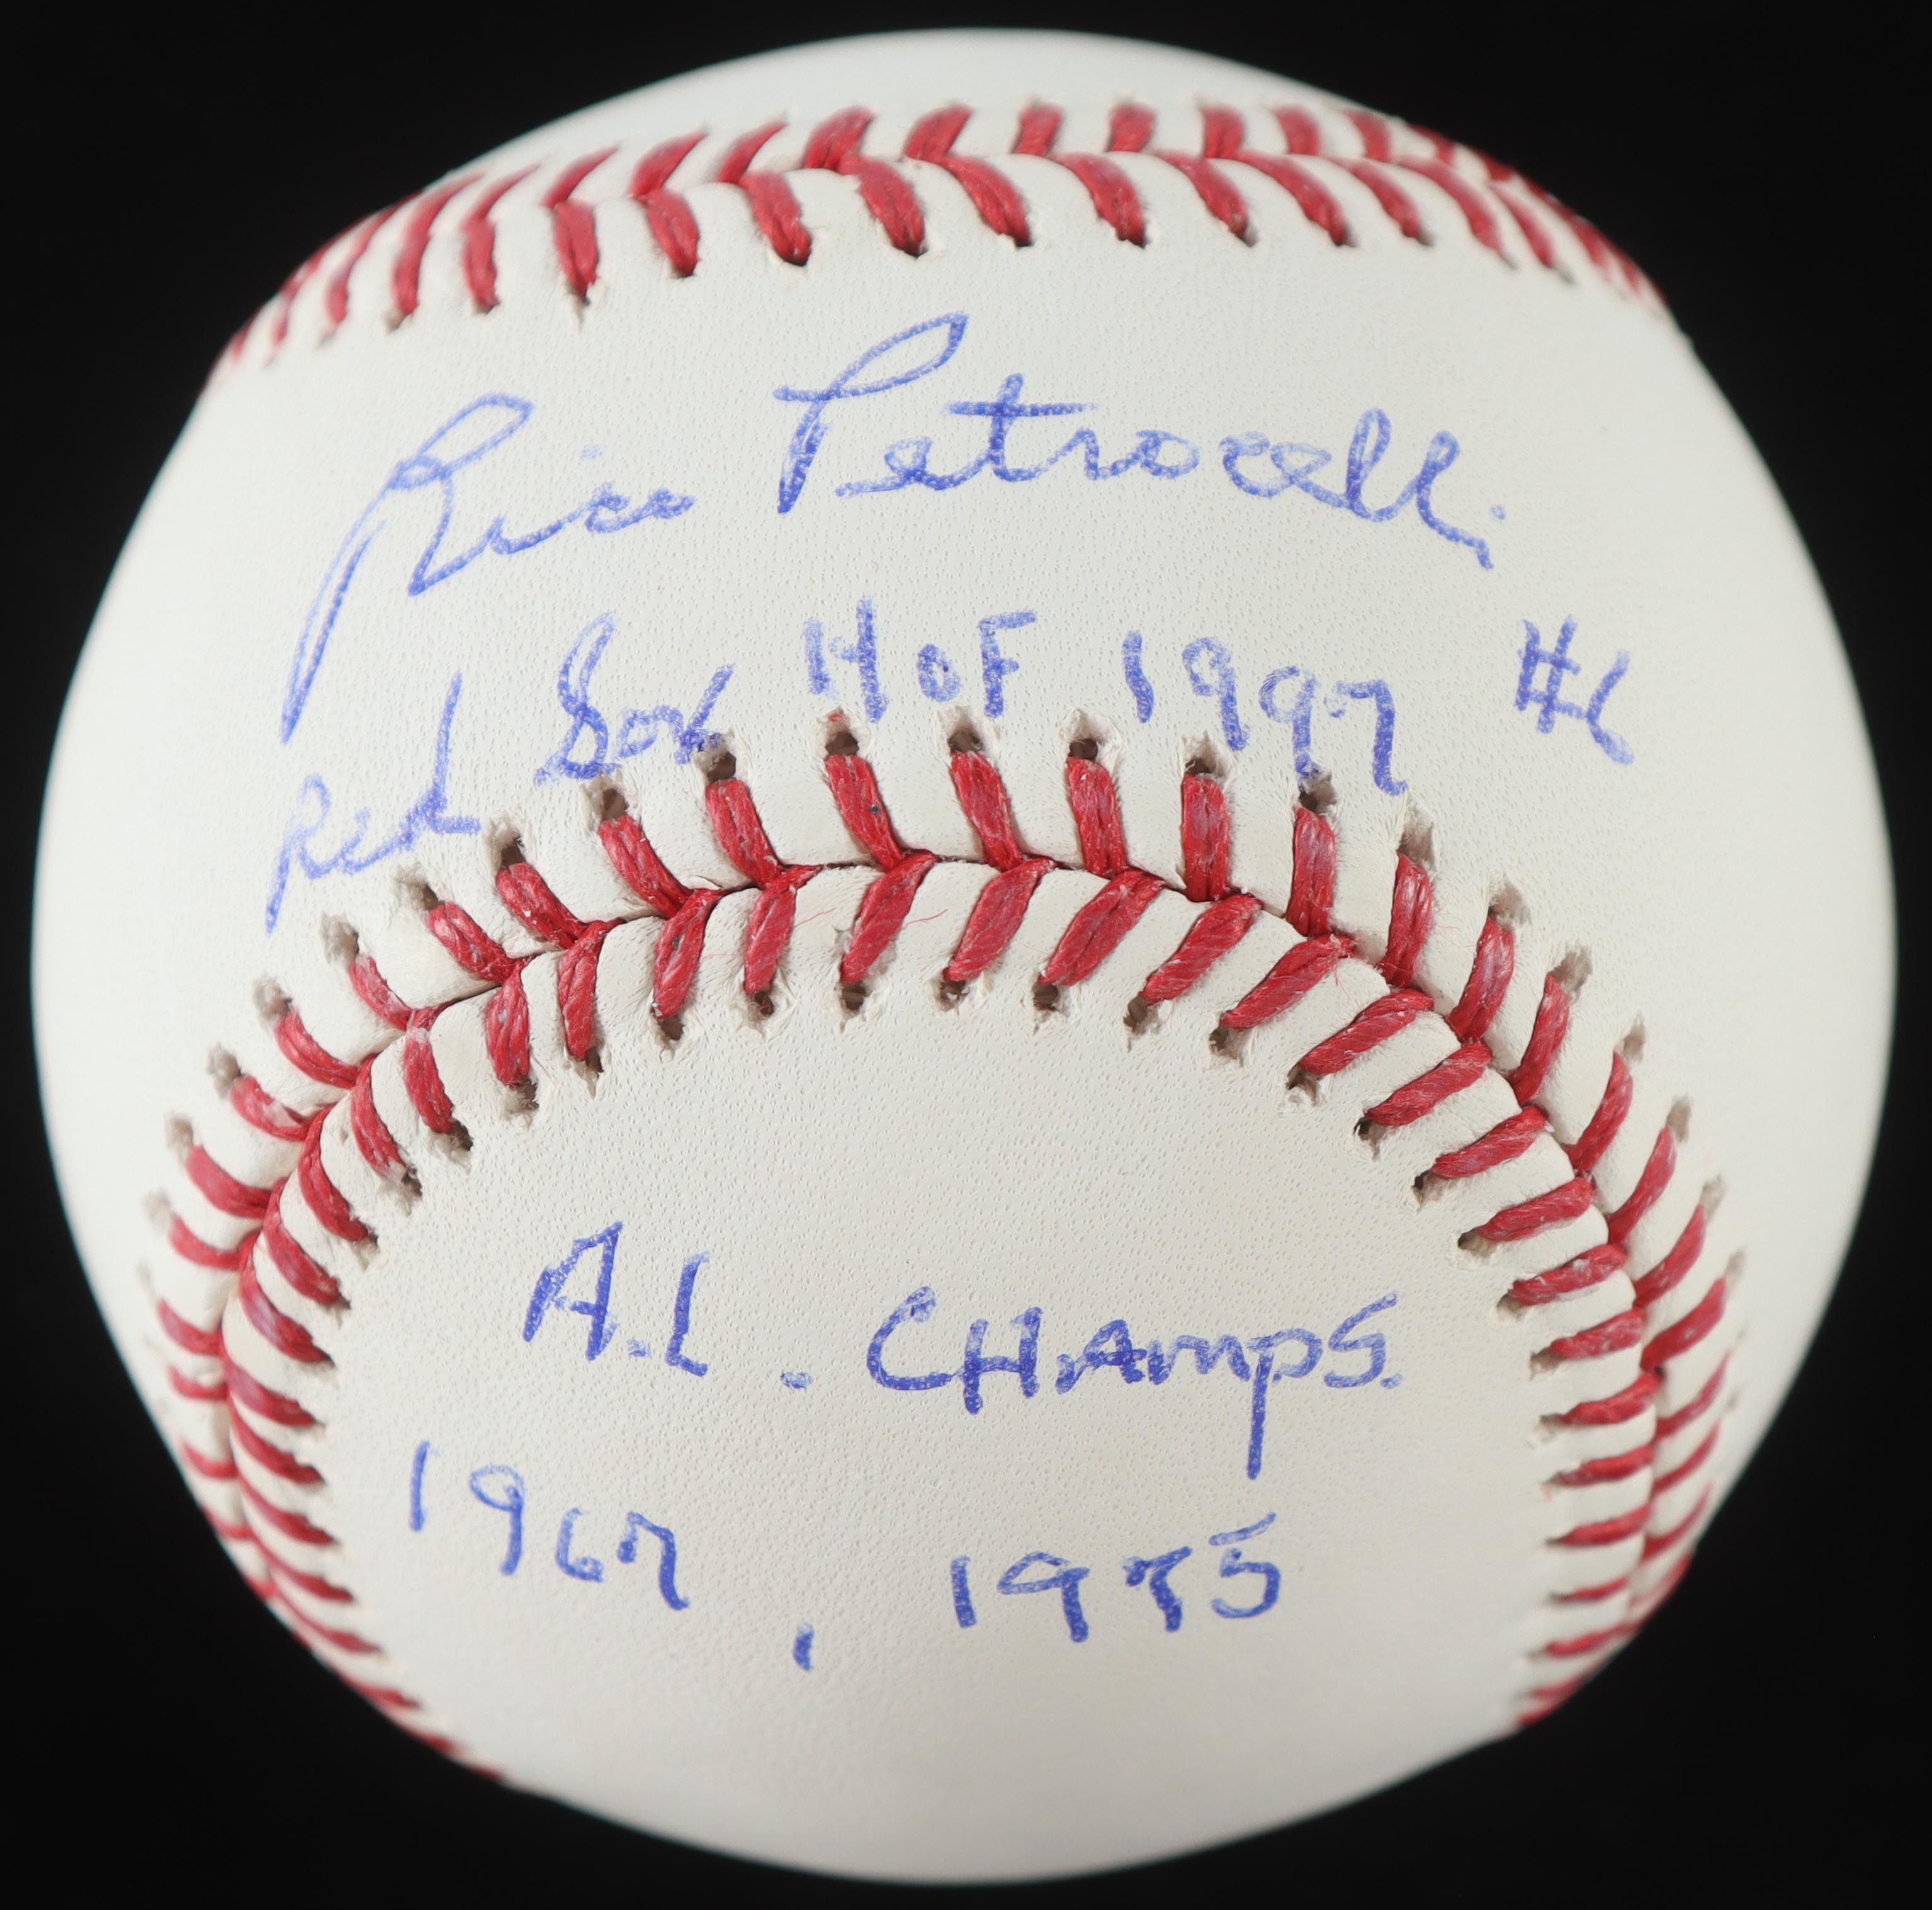 Rico Petrocelli
Red Sox HOF 1997 #6
A.L. CHAmpS.
1967, 1975